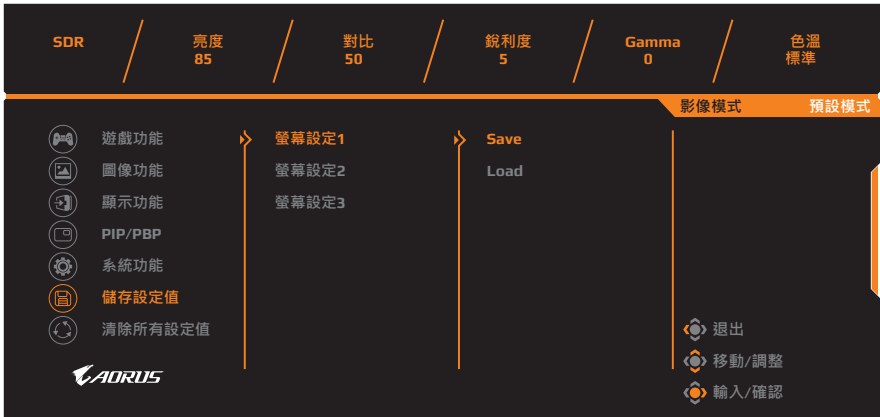 SDR
亮度
85
對比
50
銳利度
5
Gamma
0
色溫
標準
影像模式 預設模式
遊戲功能
圖像功能
顯示功能
PIP/PBP
系統功能
儲存設定值
清除所有設定值
螢幕設定1
螢幕設定2
螢幕設定3
Save
Load
退出
移動/調整
輸入/確認
AORUS